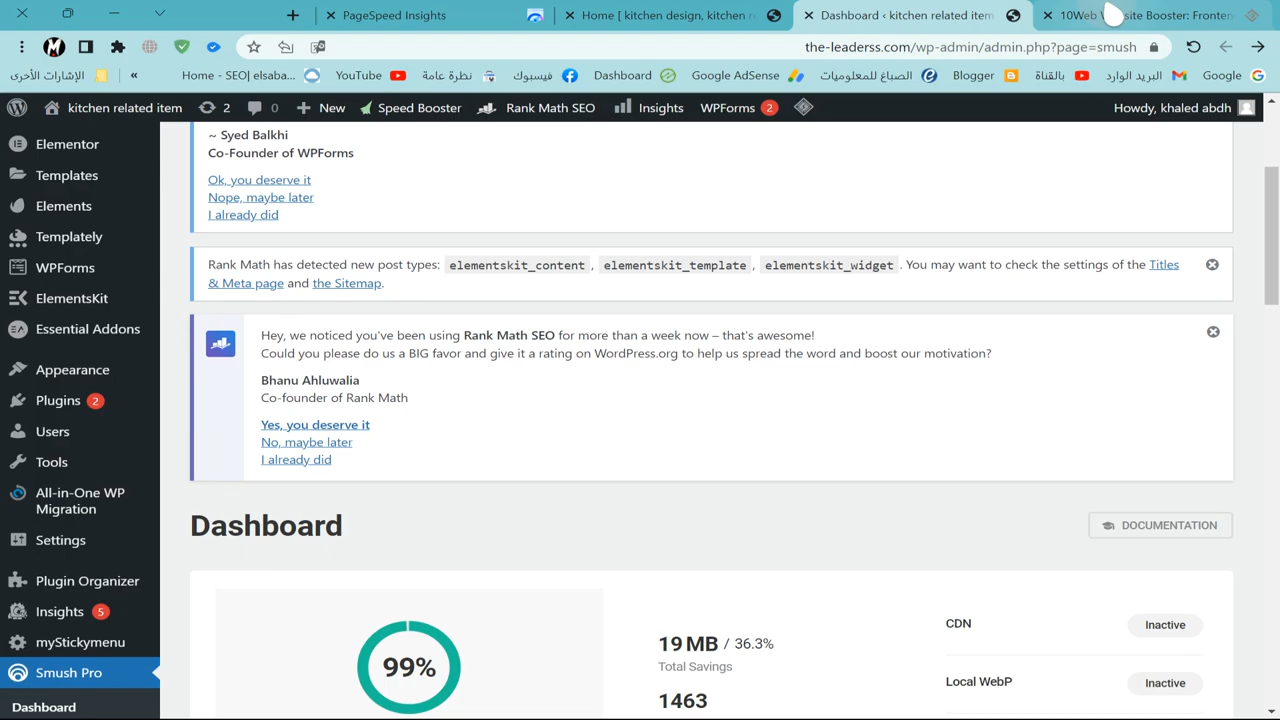 PageSpeed Insights
Home [ kitchen design, kitchen r
Dashboard ‹ kitchen related item
10Web Website Booster: Fronten
the-leaderss.com/wp-admin/admin.php?page=smush
الإشارات الأخرى
«
Home - SEO| elsaba...
YouTube
نظرة عامة
فيسبوك
Dashboard
Google AdSense
الصباغ للمعلوميات
Blogger
بالقناة
البريد الوارد
Google
kitchen related item
2
0
New
Speed Booster
Rank Math SEO
Insights
WPForms 2
Howdy, khaled abdh
Elementor
Templates
Elements
Templately
WPForms
ElementsKit
Essential Addons
Appearance
Plugins 2
Users
Tools
All-in-One WP
Migration
Settings
Plugin Organizer
Insights 5
myStickymenu
Smush Pro
Dashboard
~ Syed Balkhi
Co-Founder of WPForms
Ok, you deserve it
Nope, maybe later
I already did
Rank Math has detected new post types: elementskit_content , elementskit_template , elementskit_widget . You may want to check the settings of the Titles
& Meta page and the Sitemap.
Hey, we noticed you've been using Rank Math SEO for more than a week now – that's awesome!
Could you please do us a BIG favor and give it a rating on WordPress.org to help us spread the word and boost our motivation?
Bhanu Ahluwalia
Co-founder of Rank Math
Yes, you deserve it
No, maybe later
I already did
Dashboard
DOCUMENTATION
99%
19 MB / 36.3%
Total Savings
1463
CDN
Inactive
Local WebP
Inactive